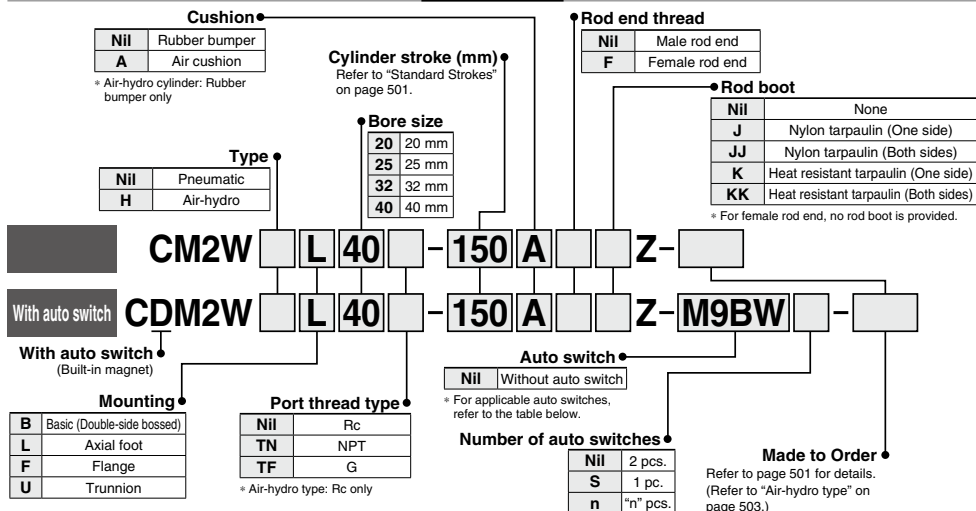 Cushion
Nil Rubber bumper
A Air cushion
* Air-hydro cylinder: Rubber
bumper only
Cylinder stroke (mm)
Refer to “Standard Strokes”
on page 501.
Rod end thread
Nil Male rod end
F Female rod end
Rod boot
Nil None
J Nylon tarpaulin (One side)
JJ Nylon tarpaulin (Both sides)
K Heat resistant tarpaulin (One side)
KK Heat resistant tarpaulin (Both sides)
* For female rod end, no rod boot is provided.
Bore size
20 20 mm
25 25 mm
32 32 mm
40 40 mm
Type
Nil Pneumatic
H Air-hydro
CM2W L 40 - 150 A Z-
With auto switch CDM2W L 40 - 150 A Z- M9BW -
With auto switch
(Built-in magnet)
Mounting
B Basic (Double-side bossed)
L Axial foot
F Flange
U Trunnion
Port thread type
Nil Rc
TN NPT
TF G
* Air-hydro type: Rc only
Auto switch
Nil Without auto switch
* For applicable auto switches,
refer to the table below.
Number of auto switches
Nil 2 pcs.
S 1 pc.
n “n” pcs.
Made to Order
Refer to page 501 for details.
(Refer to “Air-hydro type” on
page 503.)